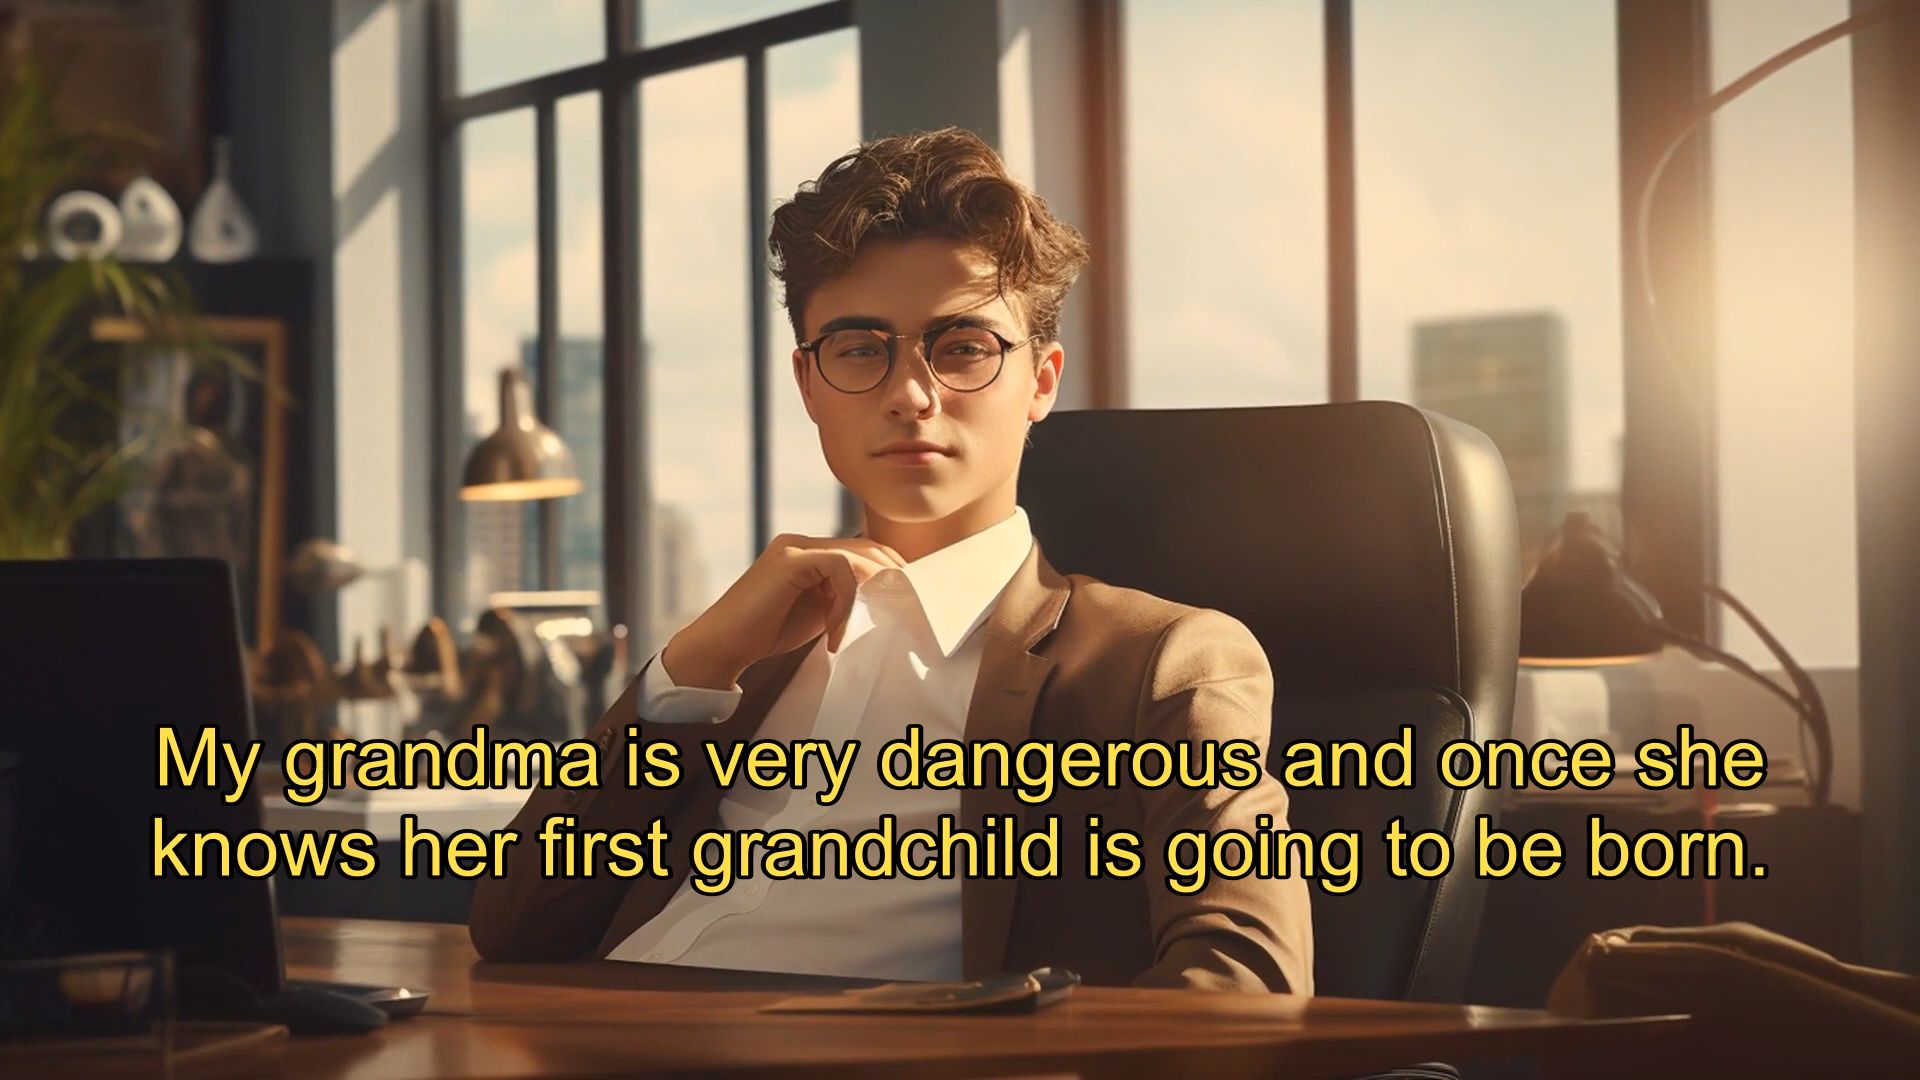 My grandma is very dangerous and once she
knows her first grandchild is going to be born.